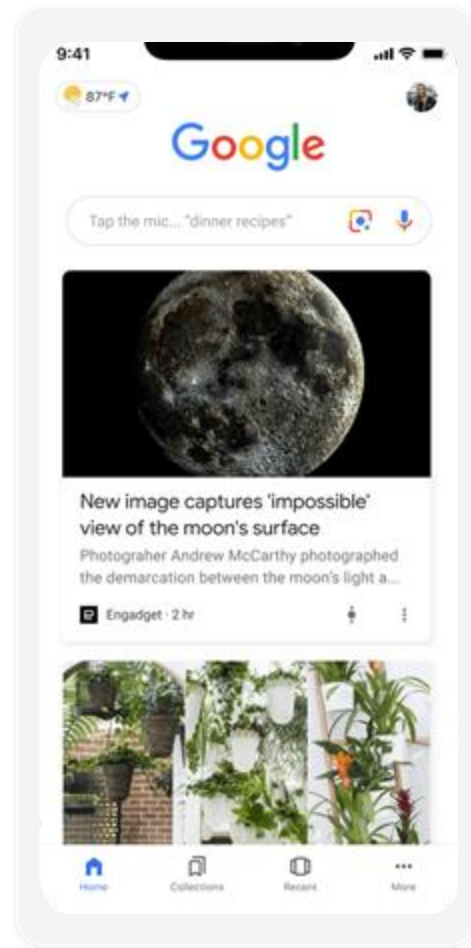 9:41
87°F
Google
Tap the mic... "dinner recipes"
New image captures 'impossible'
view of the moon's surface
Photograher Andrew McCarthy photographed
the demarcation between the moon's light a...
Engadget · 2 hr
Home
Collections
Recent
More